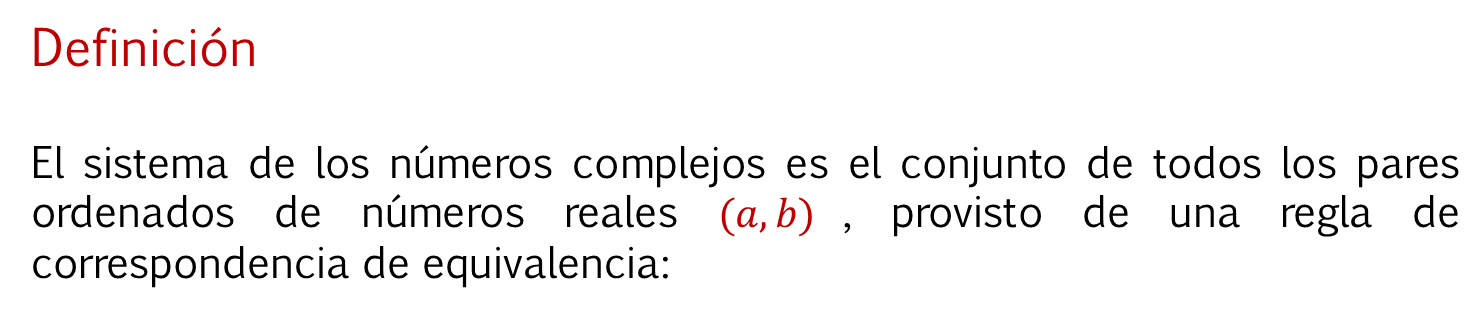 Definición
El sistema de los números complejos es el conjunto de todos los pares
ordenados de números reales (a, b) , provisto de una regla de
correspondencia de equivalencia: